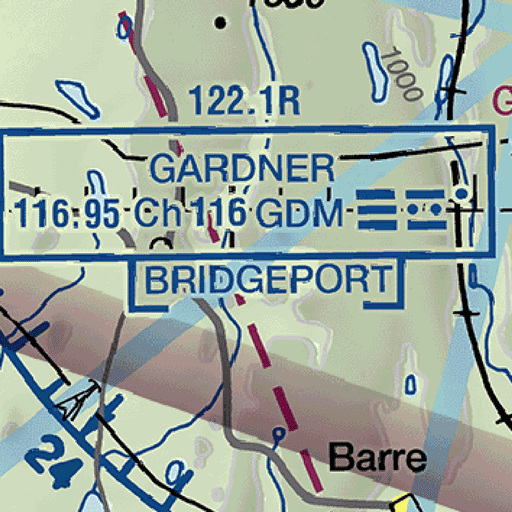 1000
122.1R
G
GARDNER
116.95 Ch 116 GDM
BRIDGEPORT
Barre
24